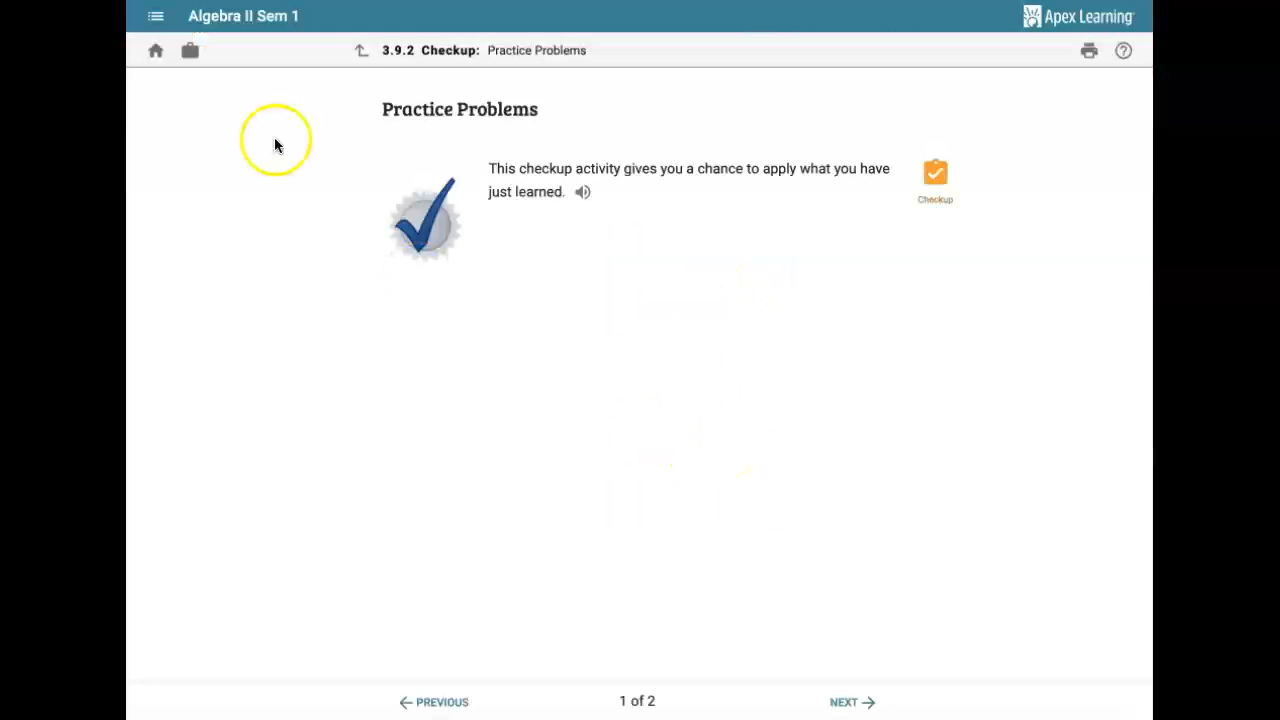 Algebra II Sem 1
Apex Learning
3.9.2 Checkup: Practice Problems
Practice Problems
This checkup activity gives you a chance to apply what you have
just learned.
Checkup
PREVIOUS
1 of 2
NEXT